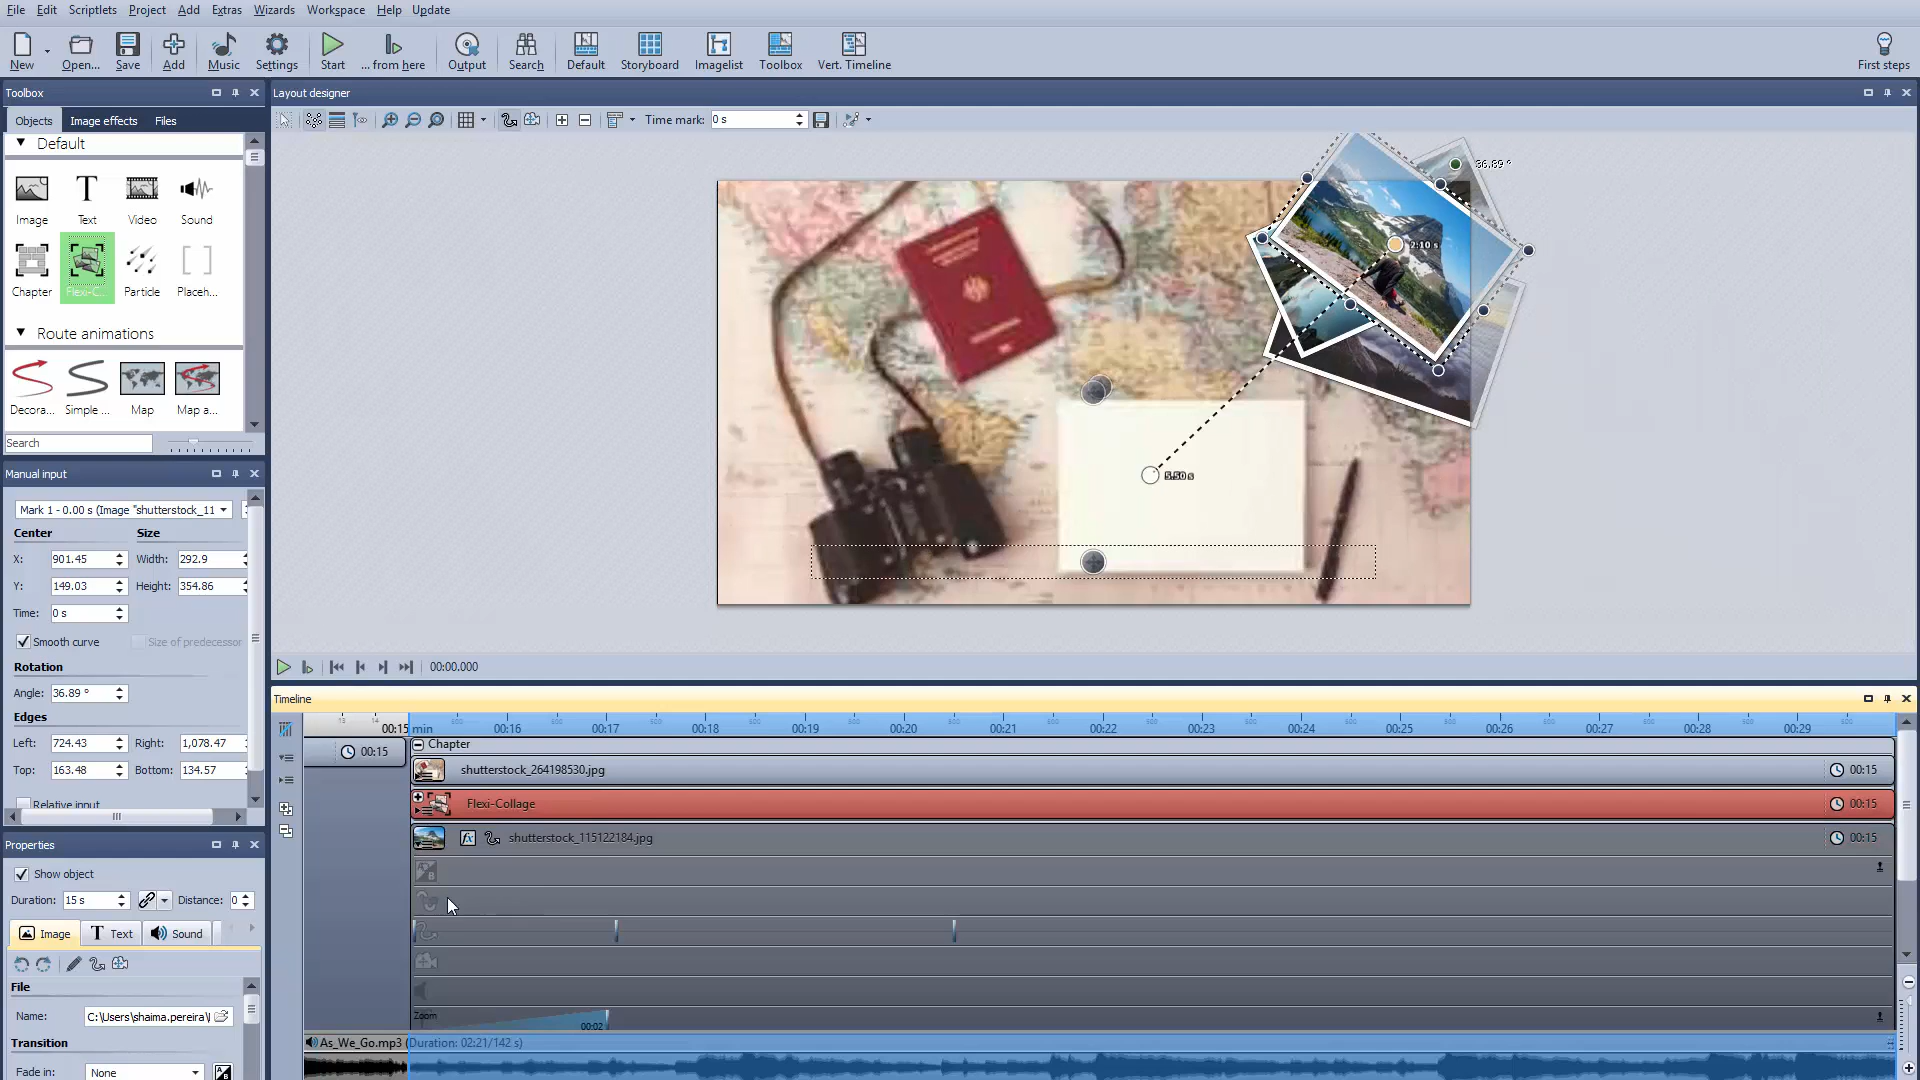 File Edit Scriptlets Project Add Extras Wizards Workspace Help Update
New Open... Save Add Music Settings Start ... from here Output Search Default Storyboard Imagelist Toolbox Vert. Timeline First steps
Toolbox
Objects Image effects Files
Default
Image Text Video Sound
Chapter Flexi-C... Particle Placeh...
Route animations
Decora... Simple ... Map Map a...
Search
Manual input
Mark 1 - 0.00 s (Image "shutterstock_11
Center Size
X: 901.45 Width: 292.9
Y: 149.03 Height: 354.86
Time: 0 s
Smooth curve Size of predecessor
Rotation
Angle: 36.89 °
Edges
Left: 724.43 Right: 1,078.47
Top: 163.48 Bottom: 134.57
Relative input
Properties
Show object
Duration: 15 s Distance: 0
Image Text Sound
File
Name: C:\Users\shaima.pereira\
Transition
Fade in: None
Layout designer
Time mark: 0 s
36.89 °
2.10 s
5.50 s
00:00.000
Timeline
13 14 00:15 min 00:16 00:17 00:18 00:19 00:20 00:21 00:22 00:23 00:24 00:25 00:26 00:27 00:28 00:29
00:15 Chapter
shutterstock_264198530.jpg 00:15
Flexi-Collage 00:15
fx shutterstock_115122184.jpg 00:15
Zoom
00:02
As_We_Go.mp3 (Duration: 02:21/142 s)